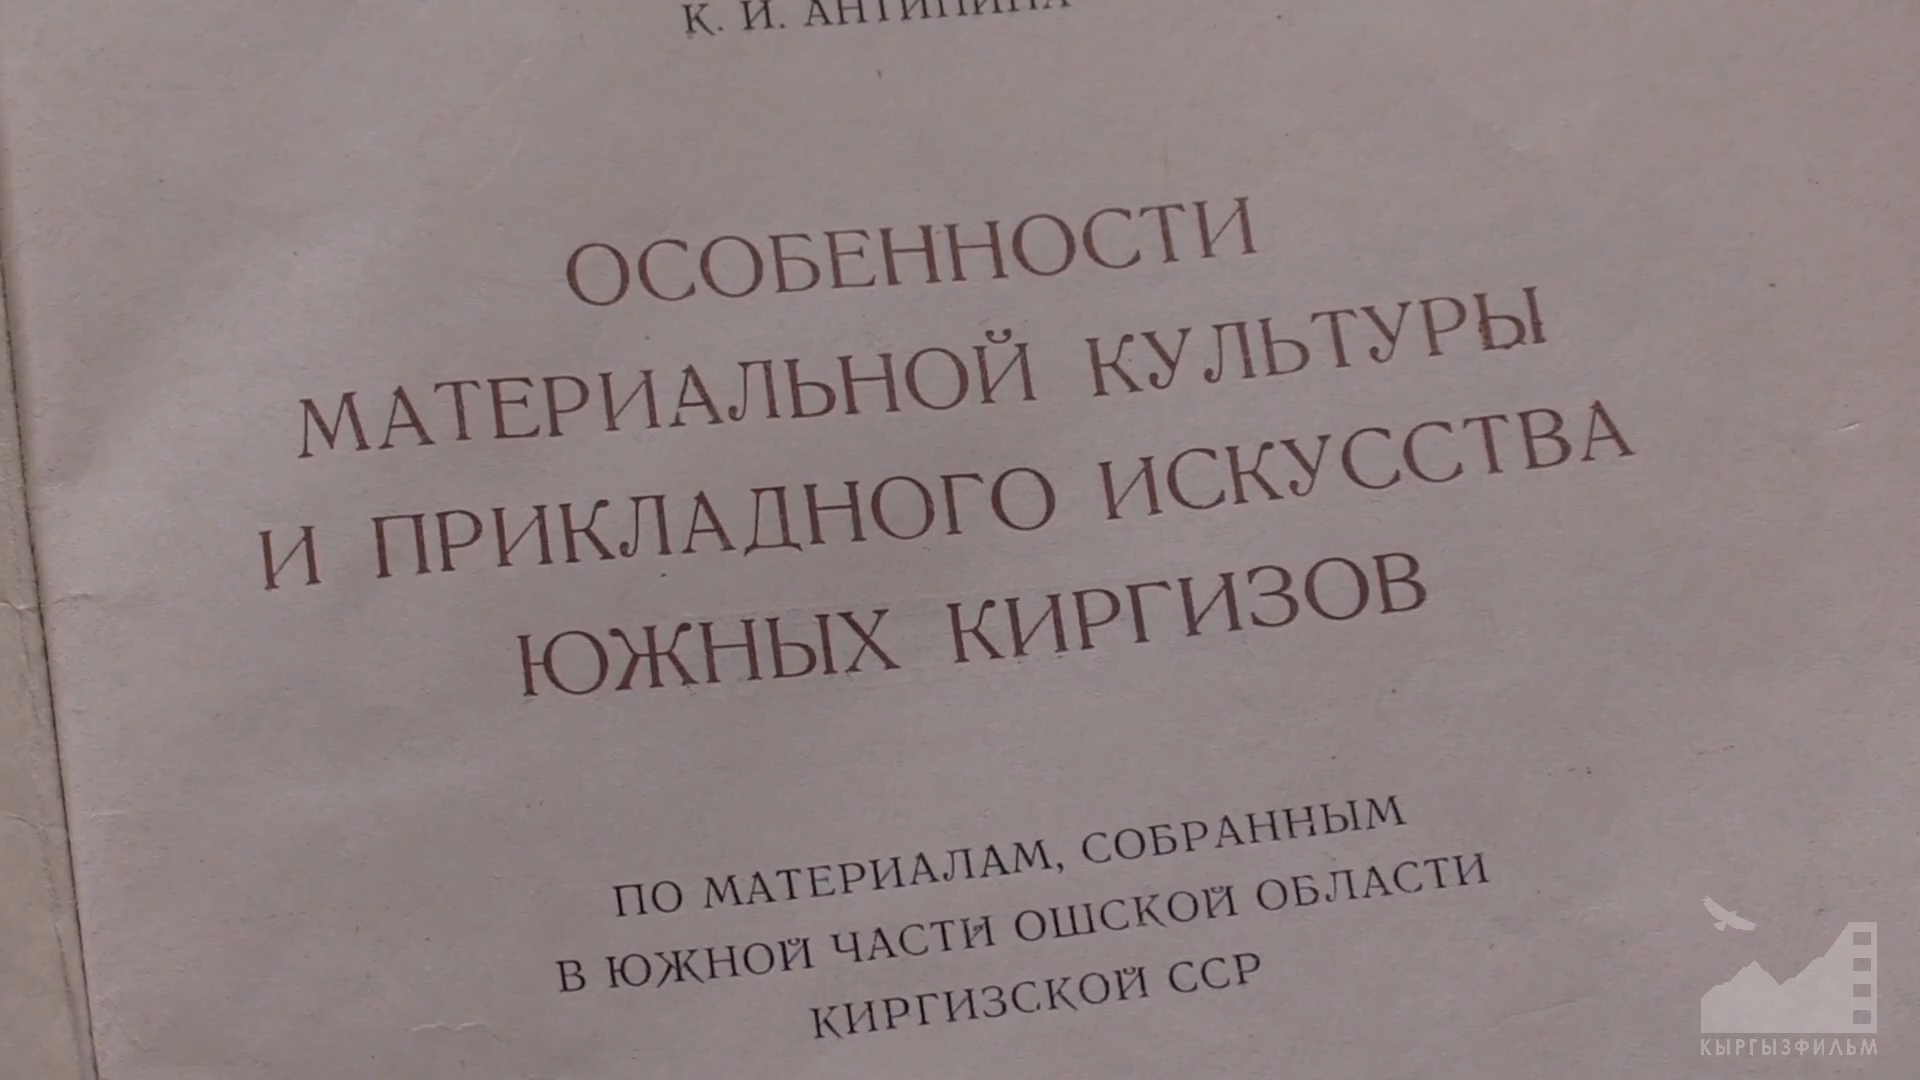 К. И. АНТИПИНА
ОСОБЕННОСТИ
МАТЕРИАЛЬНОЙ КУЛЬТУРЫ
И ПРИКЛАДНОГО ИСКУССТВА
ЮЖНЫХ КИРГИЗОВ
ПО МАТЕРИАЛАМ, СОБРАННЫМ
В ЮЖНОЙ ЧАСТИ ОШСКОЙ ОБЛАСТИ
КИРГИЗСКОЙ ССР
КЫРГЫЗФИЛЬМ